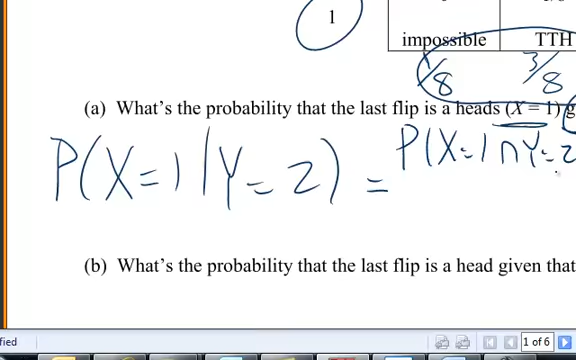 1
impossible TTH
1/8 3/8
(a) What's the probability that the last flip is a heads (X = 1)
P(X=1|Y=2) = P(X=1∩Y=2
(b) What's the probability that the last flip is a head given that
1 of 6